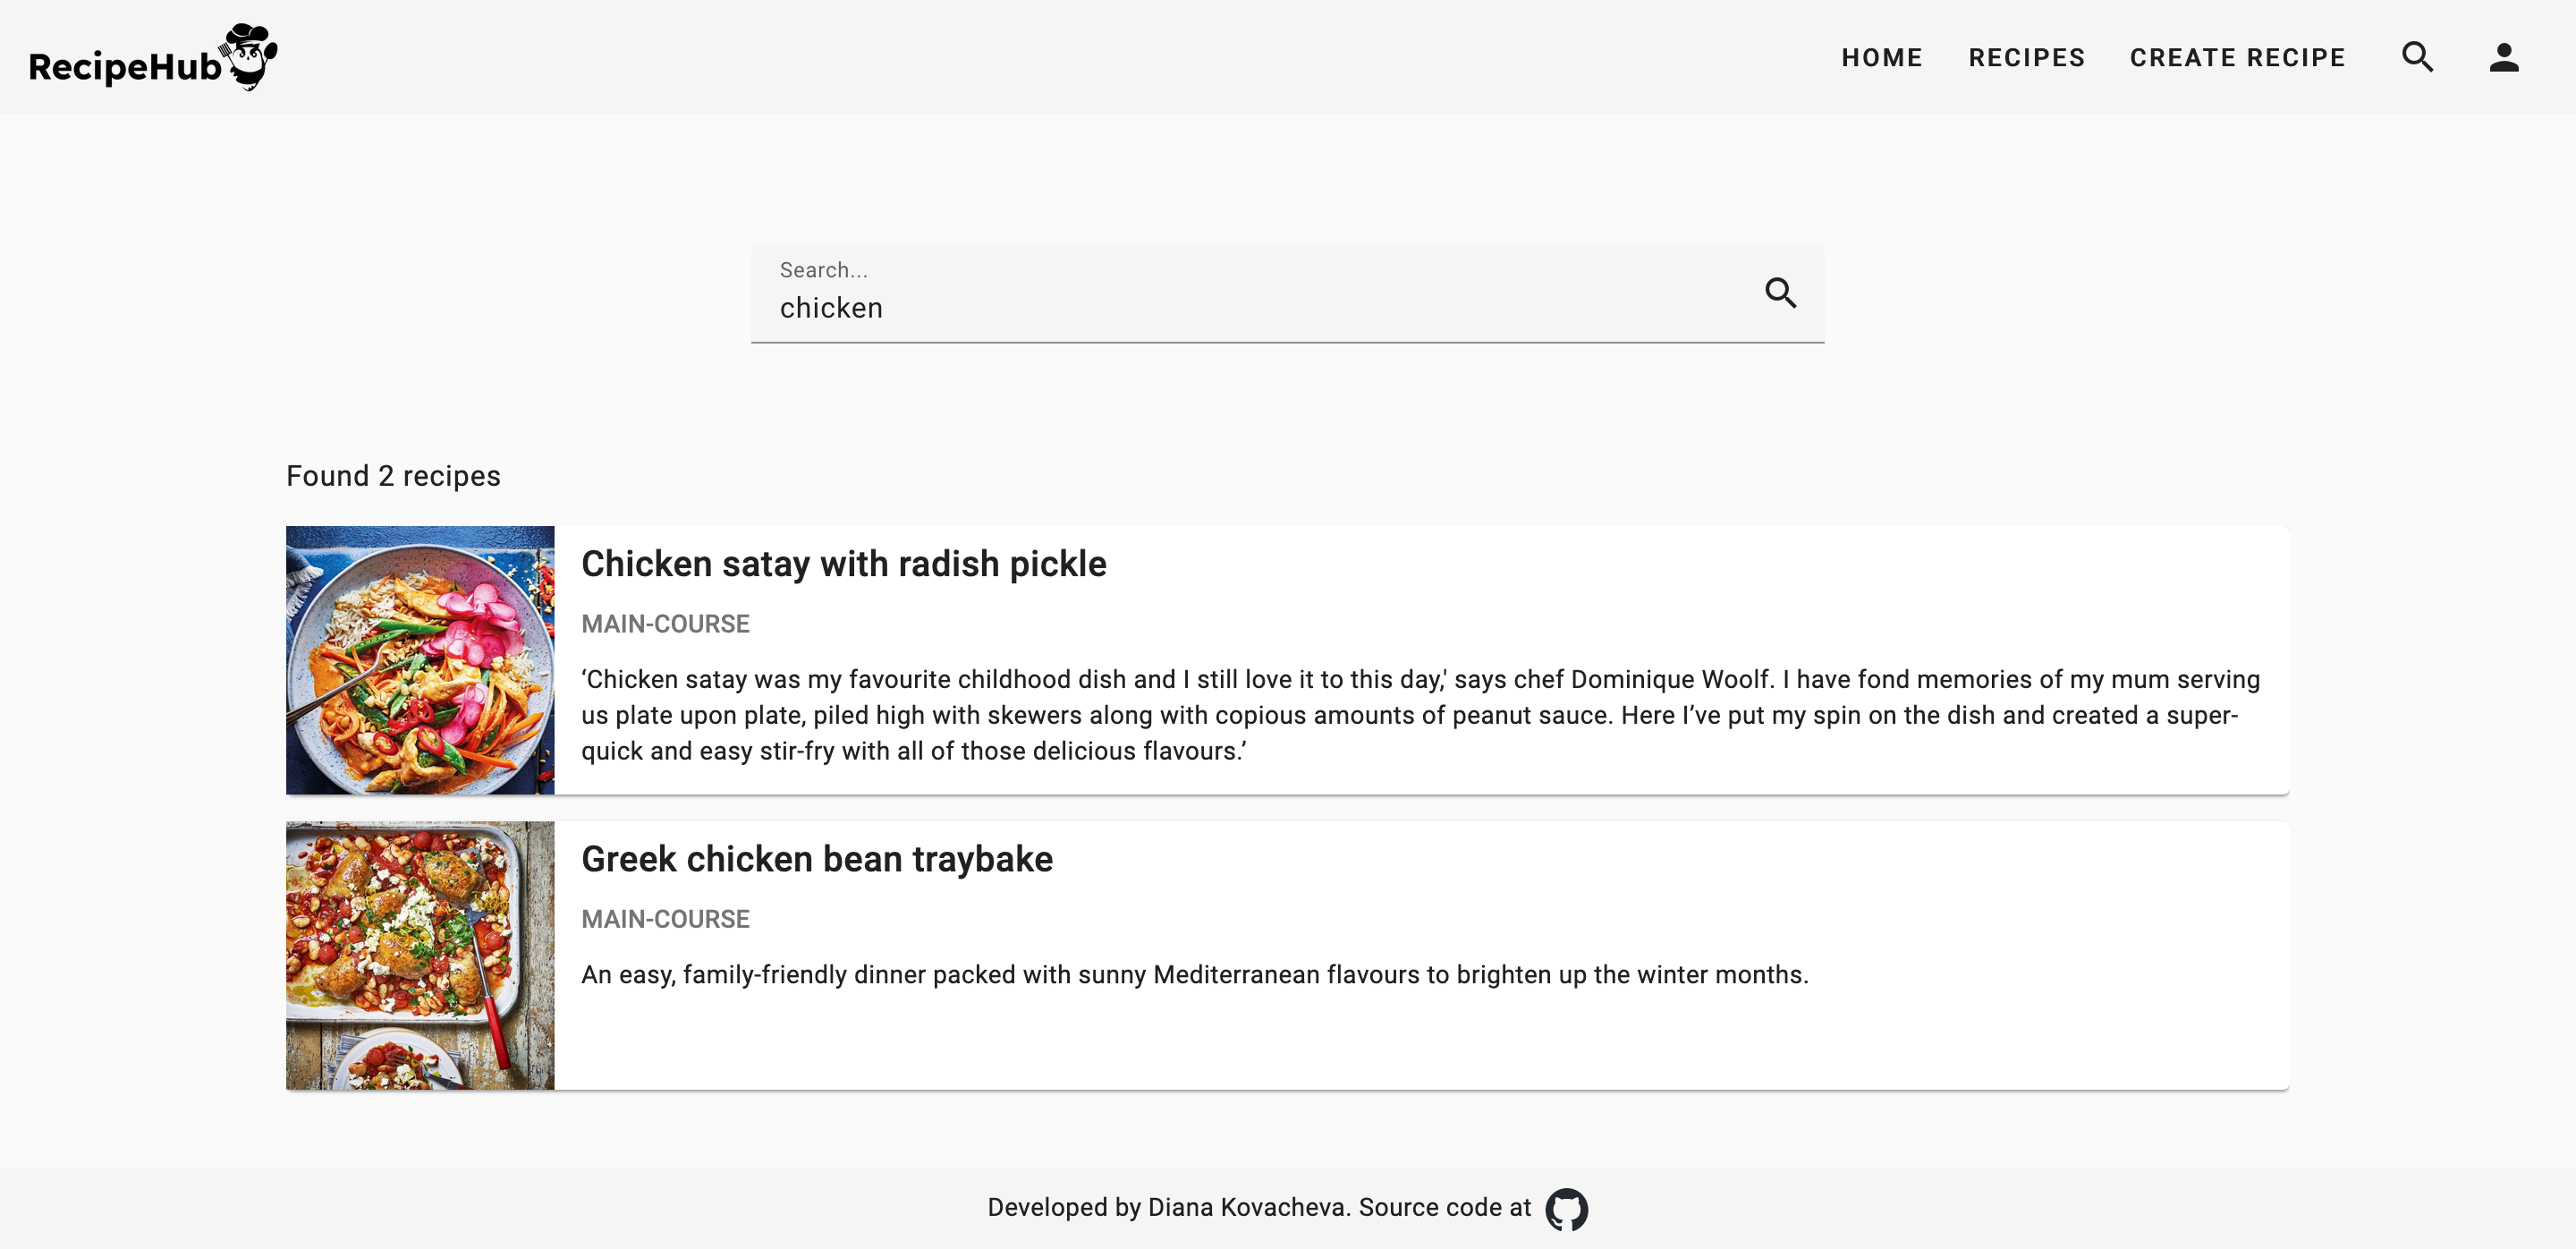 RecipeHub
HOME
RECIPES
CREATE RECIPE
Search...
chicken
Found 2 recipes
Chicken satay with radish pickle
MAIN-COURSE
‘Chicken satay was my favourite childhood dish and I still love it to this day,' says chef Dominique Woolf. I have fond memories of my mum serving
us plate upon plate, piled high with skewers along with copious amounts of peanut sauce. Here I’ve put my spin on the dish and created a super-
quick and easy stir-fry with all of those delicious flavours.’
Greek chicken bean traybake
MAIN-COURSE
An easy, family-friendly dinner packed with sunny Mediterranean flavours to brighten up the winter months.
Developed by Diana Kovacheva. Source code at